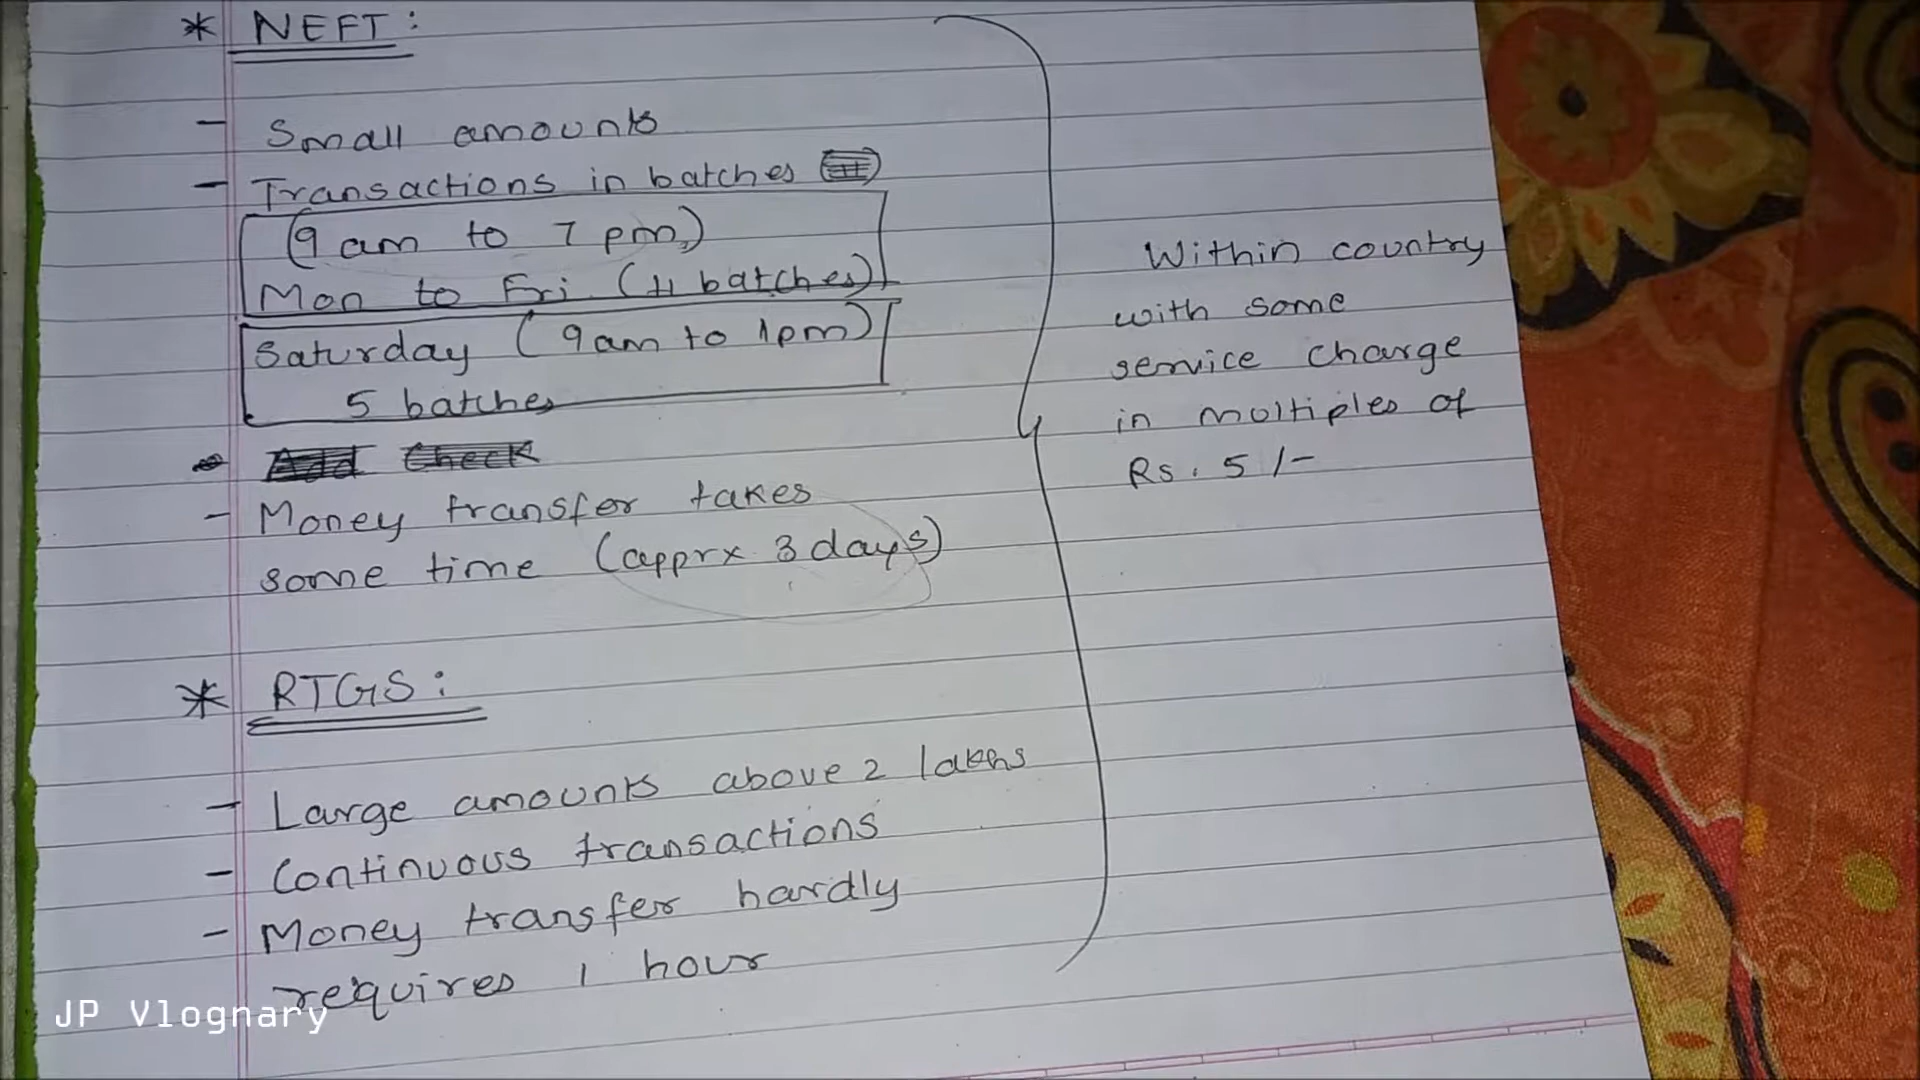 * NEFT :
- Small amounts
- Transactions in batches
(9 am to 7 pm)
Mon to Fri (11 batches)
Saturday (9am to 1pm)
5 batches
Add Check
- Money transfer takes
some time (apprx 3 days)
* RTGS :
- Large amounts above 2 lakhs
- Continuous transactions
- Money transfer hardly
requires 1 hour
Within country
with some
service charge
in multiples of
Rs. 5 /-
JP Vlognary